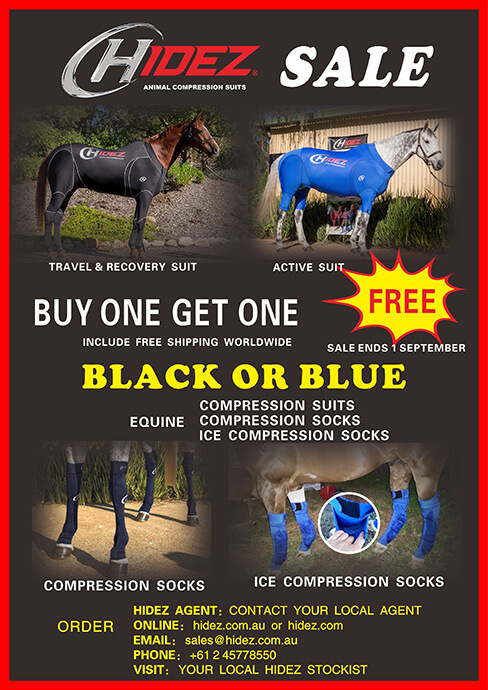 HIDEZ® SALE
ANIMAL COMPRESSION SUITS
HIDEZ
HIDEZ
TRAVEL & RECOVERY SUIT
ACTIVE SUIT
BUY ONE GET ONE
FREE
INCLUDE FREE SHIPPING WORLDWIDE
SALE ENDS 1 SEPTEMBER
BLACK OR BLUE
EQUINE
COMPRESSION SUITS
COMPRESSION SOCKS
ICE COMPRESSION SOCKS
COMPRESSION SOCKS
ICE COMPRESSION SOCKS
ORDER
HIDEZ AGENT: CONTACT YOUR LOCAL AGENT
ONLINE: hidez.com.au or hidez.com
EMAIL: sales@hidez.com.au
PHONE: +61 2 45778550
VISIT: YOUR LOCAL HIDEZ STOCKIST